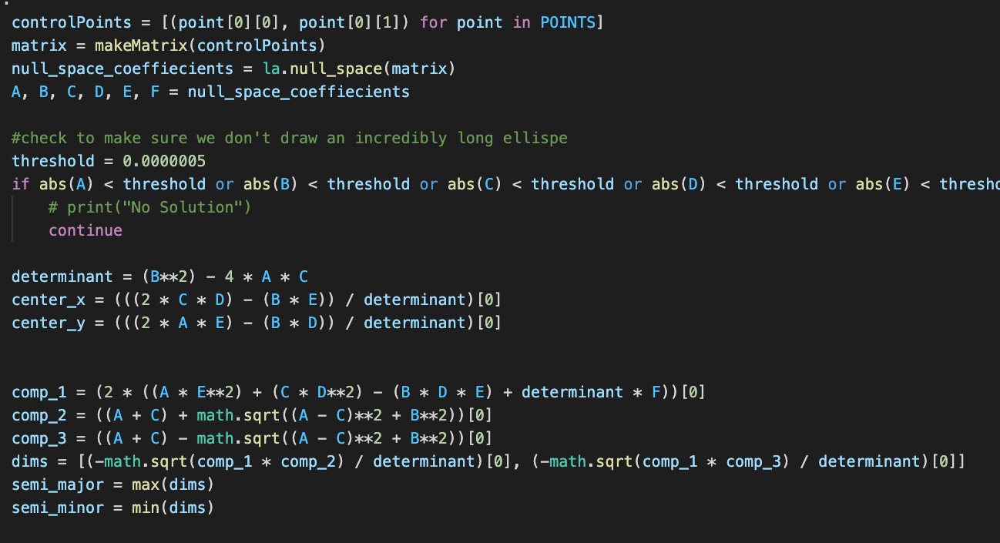 controlPoints = [(point[0][0], point[0][1]) for point in POINTS]
matrix = makeMatrix(controlPoints)
null_space_coeffiecients = la.null_space(matrix)
A, B, C, D, E, F = null_space_coeffiecients
#check to make sure we don't draw an incredibly long ellispe
threshold = 0.0000005
if abs(A) < threshold or abs(B) < threshold or abs(C) < threshold or abs(D) < threshold or abs(E) < thresho
# print("No Solution")
continue
determinant = (B**2) - 4 * A * C
center_x = (((2 * C * D) - (B * E)) / determinant)[0]
center_y = (((2 * A * E) - (B * D)) / determinant)[0]
comp_1 = (2 * ((A * E**2) + (C * D**2) - (B * D * E) + determinant * F))[0]
comp_2 = ((A + C) + math.sqrt((A - C)**2 + B**2))[0]
comp_3 = ((A + C) - math.sqrt((A - C)**2 + B**2))[0]
dims = [(-math.sqrt(comp_1 * comp_2) / determinant)[0], (-math.sqrt(comp_1 * comp_3) / determinant)[0]]
semi_major = max(dims)
semi_minor = min(dims)